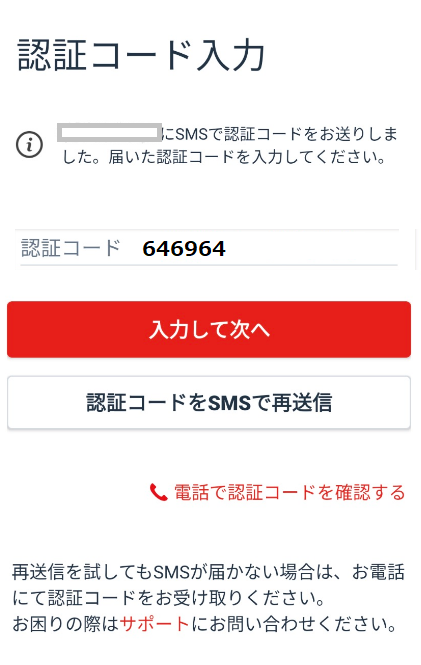 認証コード入力
にSMSで認証コードをお送りしま
した。届いた認証コードを入力してください。
認証コード 646964
入力して次へ
認証コードをSMSで再送信
電話で認証コードを確認する
再送信を試してもSMSが届かない場合は、お電話
にて認証コードをお受け取りください。
お困りの際はサポートにお問い合わせください。